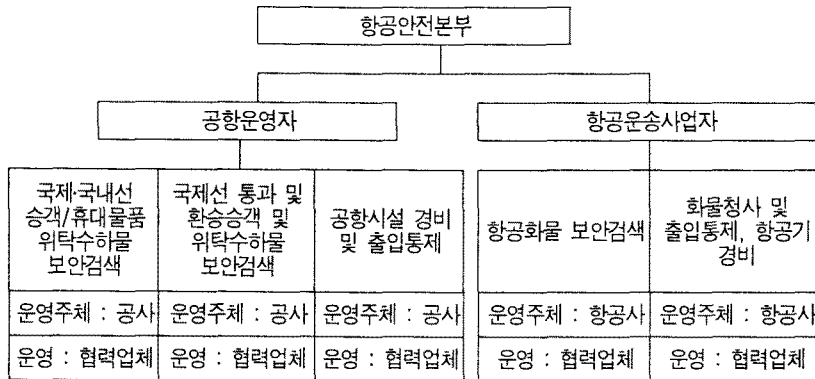 항공안전본부
공항운영자
항공운송사업자
국제·국내선
승객/휴대물품
위탁수하물
보안검색
국제선 통과 및
환승승객 및
위탁수하물
보안검색
공항시설 경비
및 출입통제
항공화물 보안검색
화물청사 및
출입통제, 항공기
경비
운영주체 : 공사
운영주체 : 공사
운영주체 : 공사
운영주체 : 항공사
운영주체 : 항공사
운영 : 협력업체
운영 : 협력업체
운영 : 협력업체
운영 : 협력업체
운영 : 협력업체